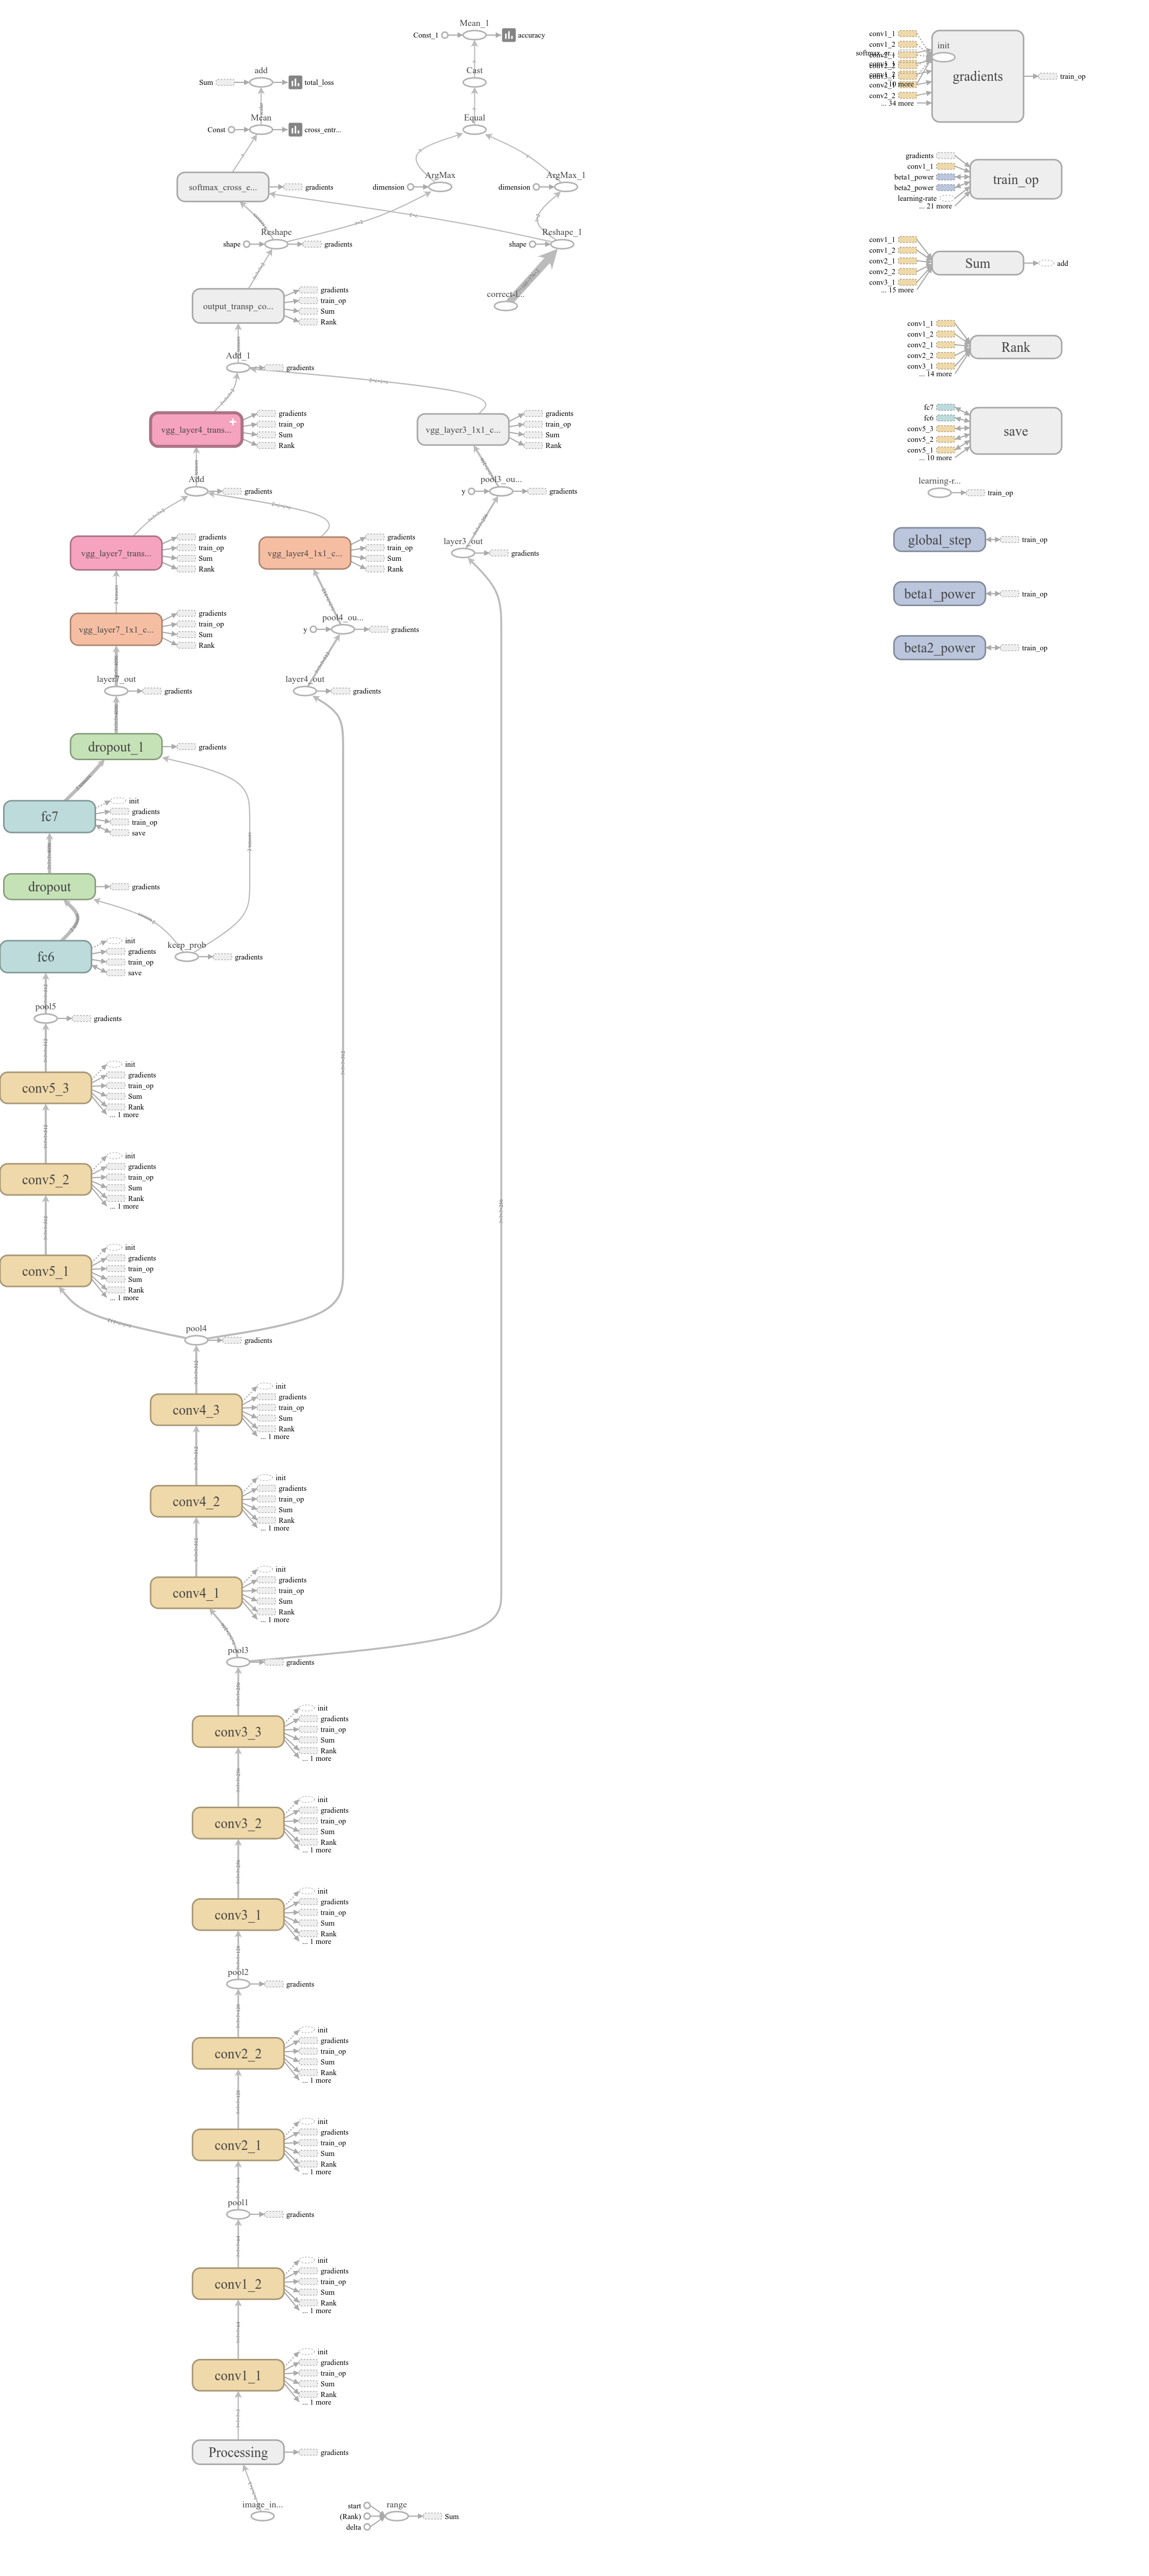 Mean_1
Const_1
accuracy
add
Cast
Sum
total_loss
Mean
Equal
Const
cross_entr...
ArgMax
ArgMax_1
softmax_cross_e...
gradients
dimension
dimension
Reshape
Reshape_1
shape
gradients
shape
output_transp_co...
gradients
train_op
Sum
Rank
correct-l...
Add_1
gradients
vgg_layer4_trans...
gradients
train_op
Sum
Rank
vgg_layer3_1x1_c...
gradients
train_op
Sum
Rank
Add
gradients
pool3_ou...
y
gradients
vgg_layer7_trans...
gradients
train_op
Sum
Rank
vgg_layer4_1x1_c...
gradients
train_op
Sum
Rank
layer3_out
gradients
vgg_layer7_1x1_c...
gradients
train_op
Sum
Rank
pool4_ou...
y
gradients
layer7_out
gradients
layer4_out
gradients
dropout_1
gradients
fc7
init
gradients
train_op
save
dropout
gradients
fc6
init
gradients
train_op
save
keep_prob
gradients
pool5
gradients
conv5_3
init
gradients
train_op
Sum
Rank
... 1 more
conv5_2
init
gradients
train_op
Sum
Rank
... 1 more
conv5_1
init
gradients
train_op
Sum
Rank
... 1 more
pool4
gradients
conv4_3
init
gradients
train_op
Sum
Rank
... 1 more
conv4_2
init
gradients
train_op
Sum
Rank
... 1 more
conv4_1
init
gradients
train_op
Sum
Rank
... 1 more
pool3
gradients
conv3_3
init
gradients
train_op
Sum
Rank
... 1 more
conv3_2
init
gradients
train_op
Sum
Rank
... 1 more
conv3_1
init
gradients
train_op
Sum
Rank
... 1 more
pool2
gradients
conv2_2
init
gradients
train_op
Sum
Rank
... 1 more
conv2_1
init
gradients
train_op
Sum
Rank
... 1 more
pool1
gradients
conv1_2
init
gradients
train_op
Sum
Rank
... 1 more
conv1_1
init
gradients
train_op
Sum
Rank
... 1 more
Processing
gradients
image_in...
start
(Rank)
delta
range
Sum
conv1_1
conv1_2
conv2_2
... 34 more
init
gradients
train_op
gradients
conv1_1
beta1_power
beta2_power
learning-rate
... 21 more
train_op
conv1_1
conv1_2
conv2_1
conv2_2
conv3_1
... 15 more
Sum
add
conv1_1
conv1_2
conv2_1
conv2_2
conv3_1
... 14 more
Rank
fc7
fc6
conv5_3
conv5_2
conv5_1
... 10 more
save
learning-r...
train_op
global_step
train_op
beta1_power
train_op
beta2_power
train_op